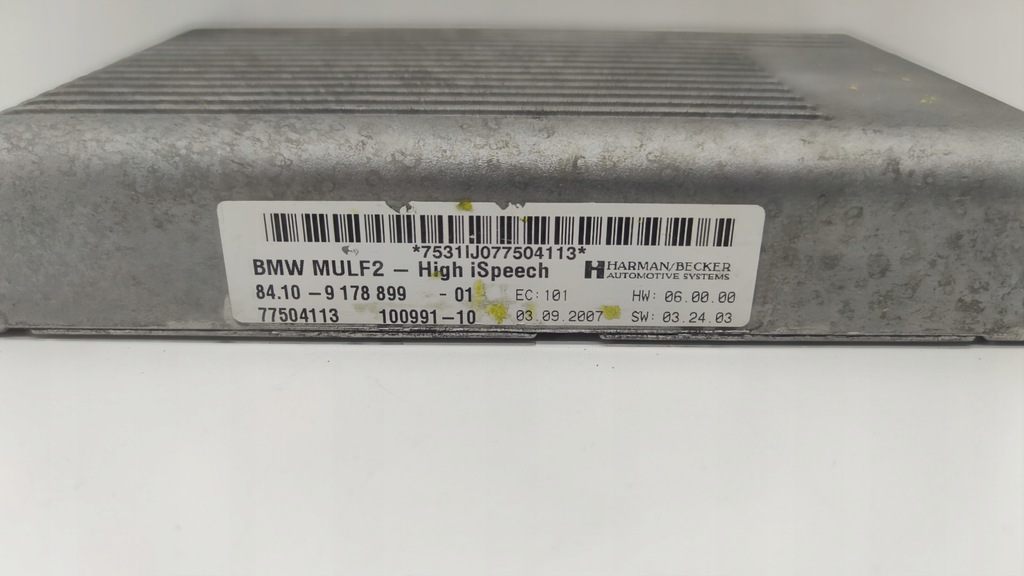 *7531IJ077504113*
BMW MULF2 – High iSpeech
HARMAN/BECKER
AUTOMOTIVE SYSTEMS
84.10 – 9 178 899 - 01 EC: 101 HW: 06.00.00
77504113 100991-10 03.09.2007 SW: 03.24.03